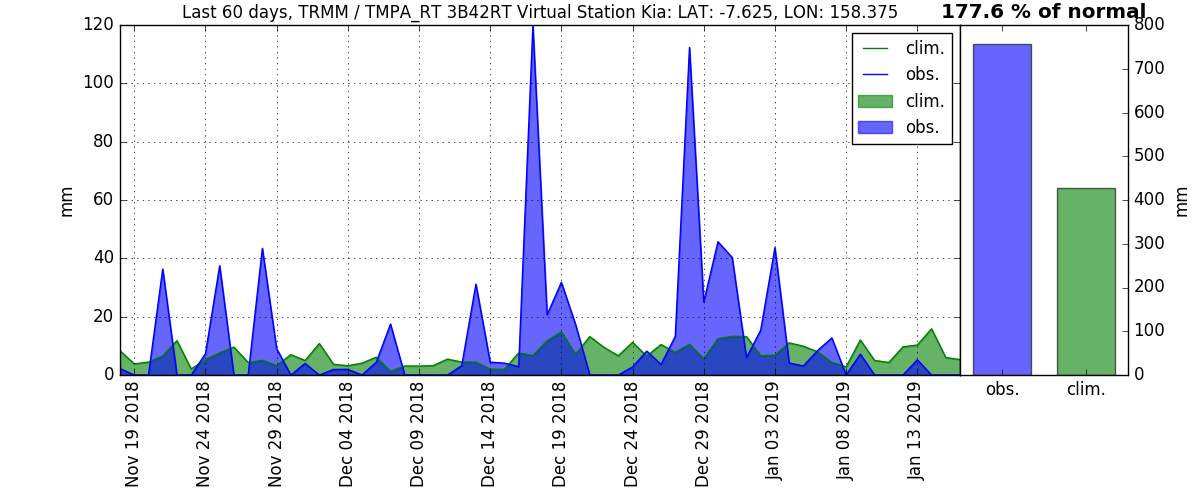 Last 60 days, TRMM / TMPA_RT 3B42RT Virtual Station Kia: LAT: -7.625, LON: 158.375
177.6 % of normal
120
100
80
60
40
20
0
mm
clim.
obs.
clim.
obs.
800
700
600
500
400
300
200
100
0
mm
obs.
clim.
Nov 19 2018
Nov 24 2018
Nov 29 2018
Dec 04 2018
Dec 09 2018
Dec 14 2018
Dec 19 2018
Dec 24 2018
Dec 29 2018
Jan 03 2019
Jan 08 2019
Jan 13 2019